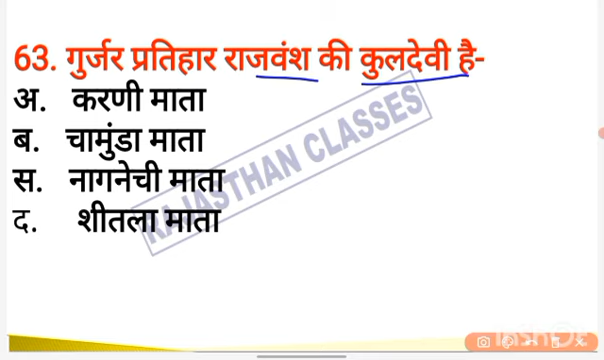 63. गुर्जर प्रतिहार राजवंश की कुलदेवी है-
अ. करणी माता
ब. चामुंडा माता
स. नागनेची माता
द. शीतला माता
RAJASTHAN CLASSES